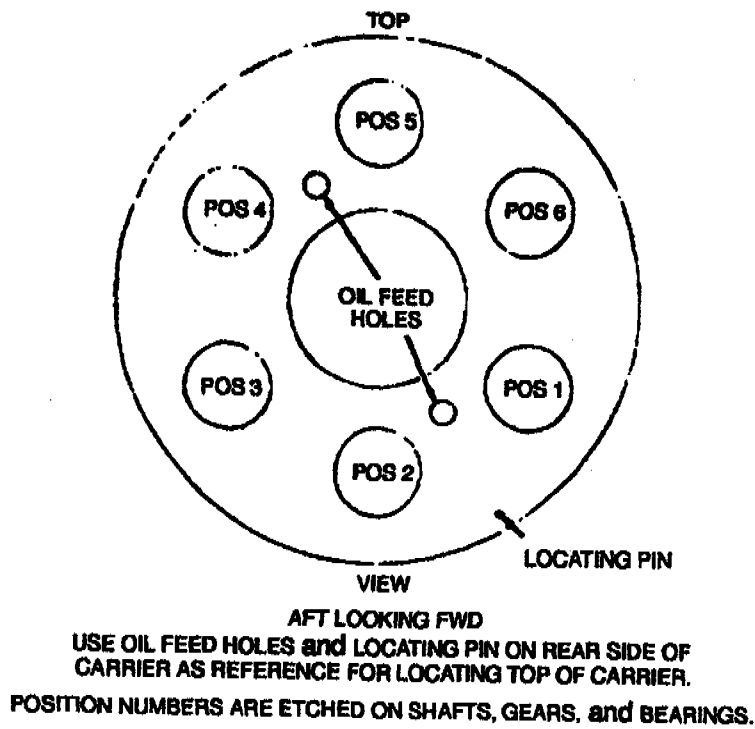 TOP
POS 5
POS 4
POS 6
OIL FEED
HOLES
POS 3
POS 1
POS 2
LOCATING PIN
VIEW
AFT LOOKING FWD
USE OIL FEED HOLES and LOCATING PIN ON REAR SIDE OF
CARRIER AS REFERENCE FOR LOCATING TOP OF CARRIER.
POSITION NUMBERS ARE ETCHED ON SHAFTS, GEARS, and BEARINGS.